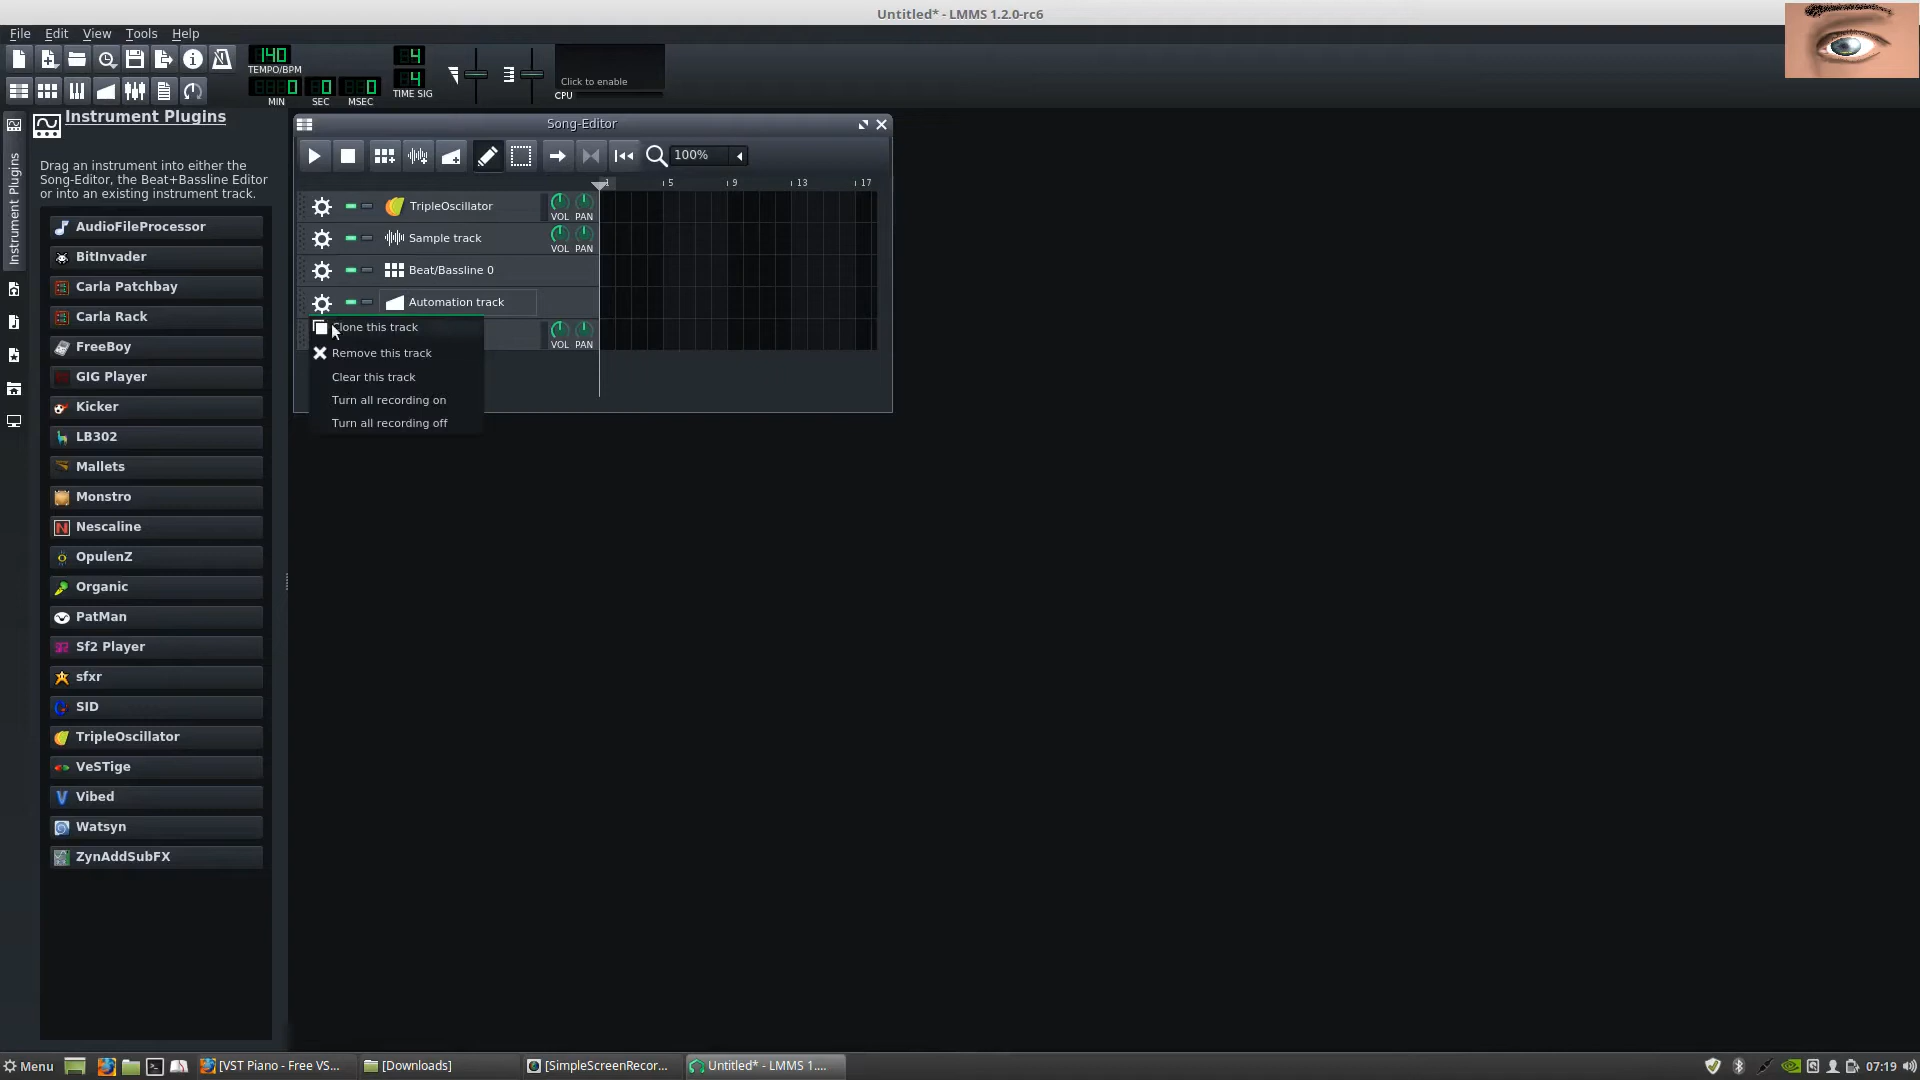 Untitled* - LMMS 1.2.0-rc6
File Edit View Tools Help
140
TEMPO/BPM
0 0 0
MIN SEC MSEC
4
4
TIME SIG
Click to enable
CPU
Instrument Plugins
Instrument Plugins
Drag an instrument into either the
Song-Editor, the Beat+Bassline Editor
or into an existing instrument track.
AudioFileProcessor
BitInvader
Carla Patchbay
Carla Rack
FreeBoy
GIG Player
Kicker
LB302
Mallets
Monstro
Nescaline
OpulenZ
Organic
PatMan
Sf2 Player
sfxr
SID
TripleOscillator
VeSTige
Vibed
Watsyn
ZynAddSubFX
Song-Editor
100%
1 5 9 13 17
TripleOscillator
VOL PAN
Sample track
VOL PAN
Beat/Bassline 0
Automation track
VOL PAN
Clone this track
Remove this track
Clear this track
Turn all recording on
Turn all recording off
Menu
[VST Piano - Free VS...
[Downloads]
[SimpleScreenRecor...
Untitled* - LMMS 1....
07:19